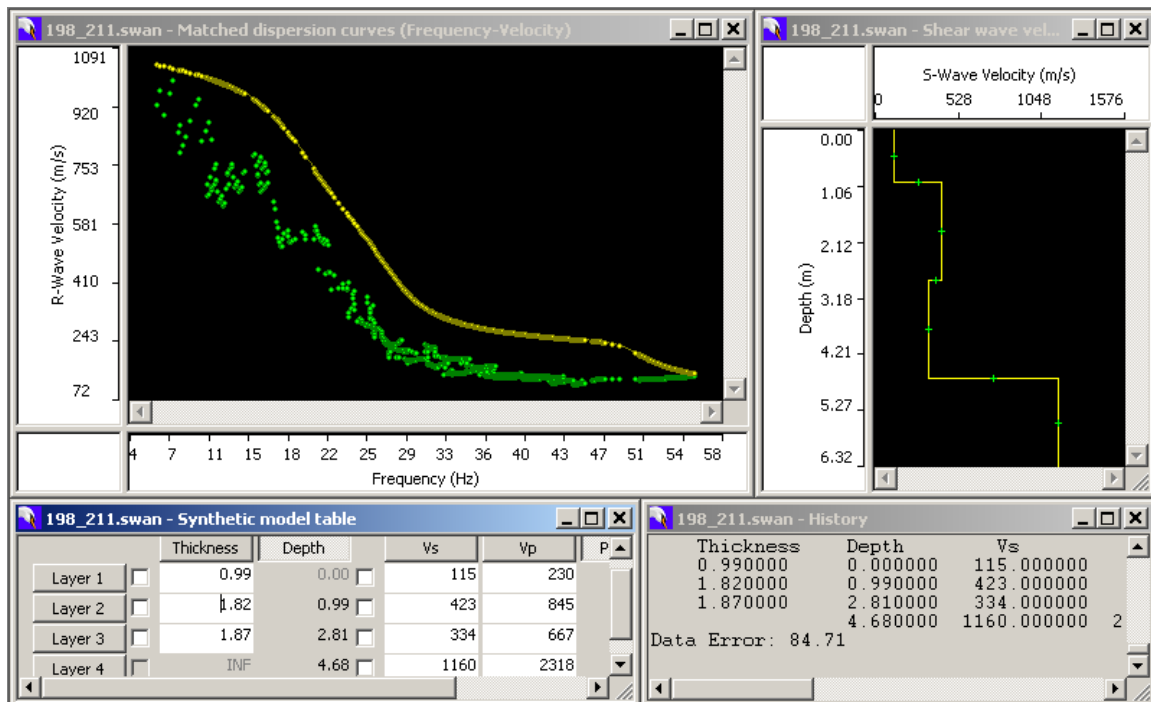 198_211.swan - Matched dispersion curves (Frequency-Velocity)
1091
920
753
581
410
243
72
R-Wave Velocity (m/s)
4 7 11 15 18 22 25 29 33 36 40 43 47 51 54 58
Frequency (Hz)
198_211.swan - Shear wave vel...
S-Wave Velocity (m/s)
0 528 1048 1576
0.00
1.06
2.12
3.18
4.21
5.27
6.32
Depth (m)
198_211.swan - Synthetic model table
Thickness Depth Vs Vp P
Layer 1 0.99 0.00 115 230
Layer 2 1.82 0.99 423 845
Layer 3 1.87 2.81 334 667
Layer 4 INF 4.68 1160 2318
198_211.swan - History
Thickness Depth Vs
0.990000 0.000000 115.000000
1.820000 0.990000 423.000000
1.870000 2.810000 334.000000
4.680000 1160.000000 2
Data Error: 84.71